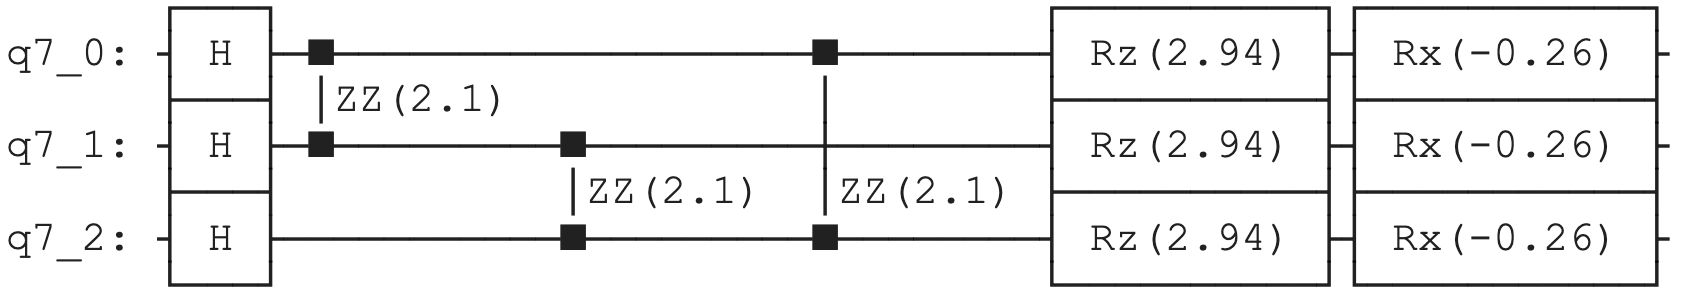 q7_0: H Rz(2.94) Rx(-0.26)
ZZ(2.1)
q7_1: H Rz(2.94) Rx(-0.26)
ZZ(2.1) ZZ(2.1)
q7_2: H Rz(2.94) Rx(-0.26)